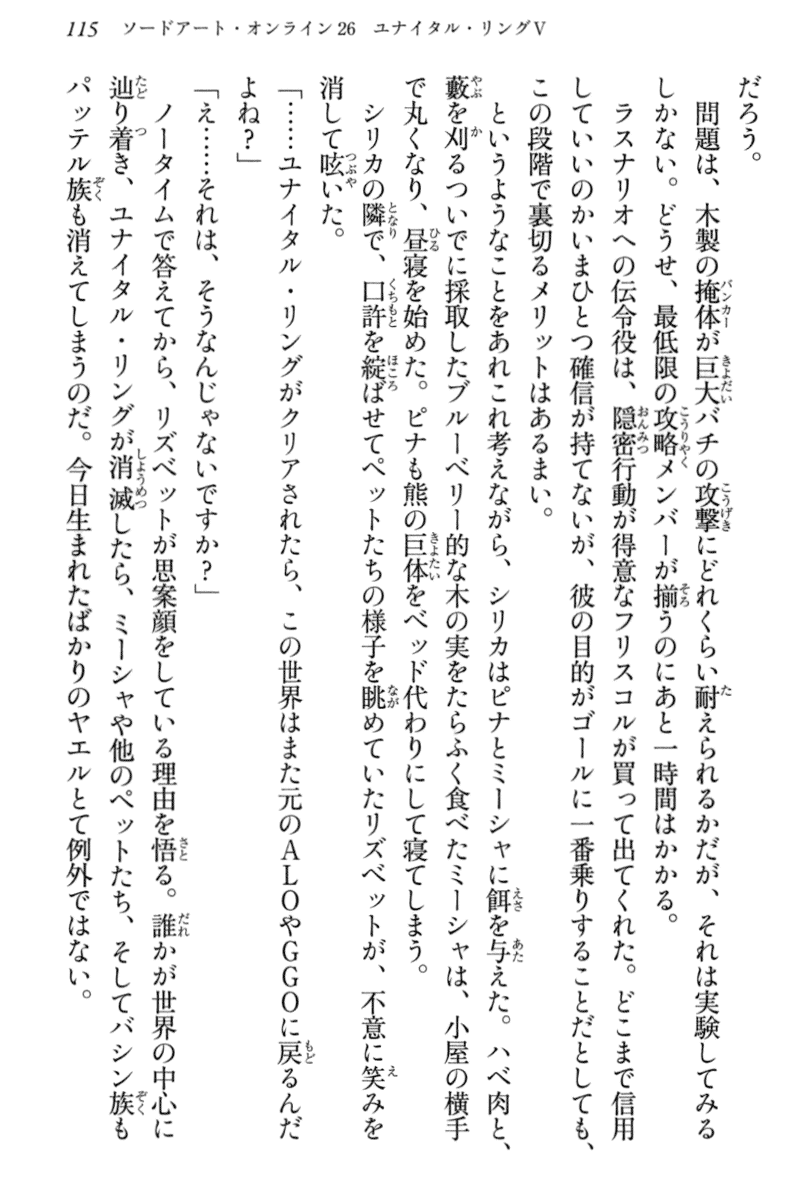 115　ソードアート・オンライン26　ユナイタル・リングⅤ
だろう。
　問題は、木製の掩体が巨大バチの攻撃にどれくらい耐えられるかだが、それは実験してみる
しかない。どうせ、最低限の攻略メンバーが揃うのにあと一時間はかかる。
　ラスナリオへの伝令役は、隠密行動が得意なフリスコルが買って出てくれた。どこまで信用
していいのかいまひとつ確信が持てないが、彼の目的がゴールに一番乗りすることだとしても、
この段階で裏切るメリットはあるまい。
　というようなことをあれこれ考えながら、シリカはピナとミーシャに餌を与えた。ハベ肉と、
藪を刈るついでに採取したブルーベリー的な木の実をたらふく食べたミーシャは、小屋の横手
で丸くなり、昼寝を始めた。ピナも熊の巨体をベッド代わりにして寝てしまう。
　シリカの隣で、口許を綻ばせてペットたちの様子を眺めていたリズベットが、不意に笑みを
消して呟いた。
「……ユナイタル・リングがクリアされたら、この世界はまた元のＡＬＯやＧＧＯに戻るんだ
よね？」
「え……それは、そうなんじゃないですか？」
　ノータイムで答えてから、リズベットが思案顔をしている理由を悟る。誰かが世界の中心に
辿り着き、ユナイタル・リングが消滅したら、ミーシャや他のペットたち、そしてバシン族も
パッテル族も消えてしまうのだ。今日生まれたばかりのヤエルとて例外ではない。